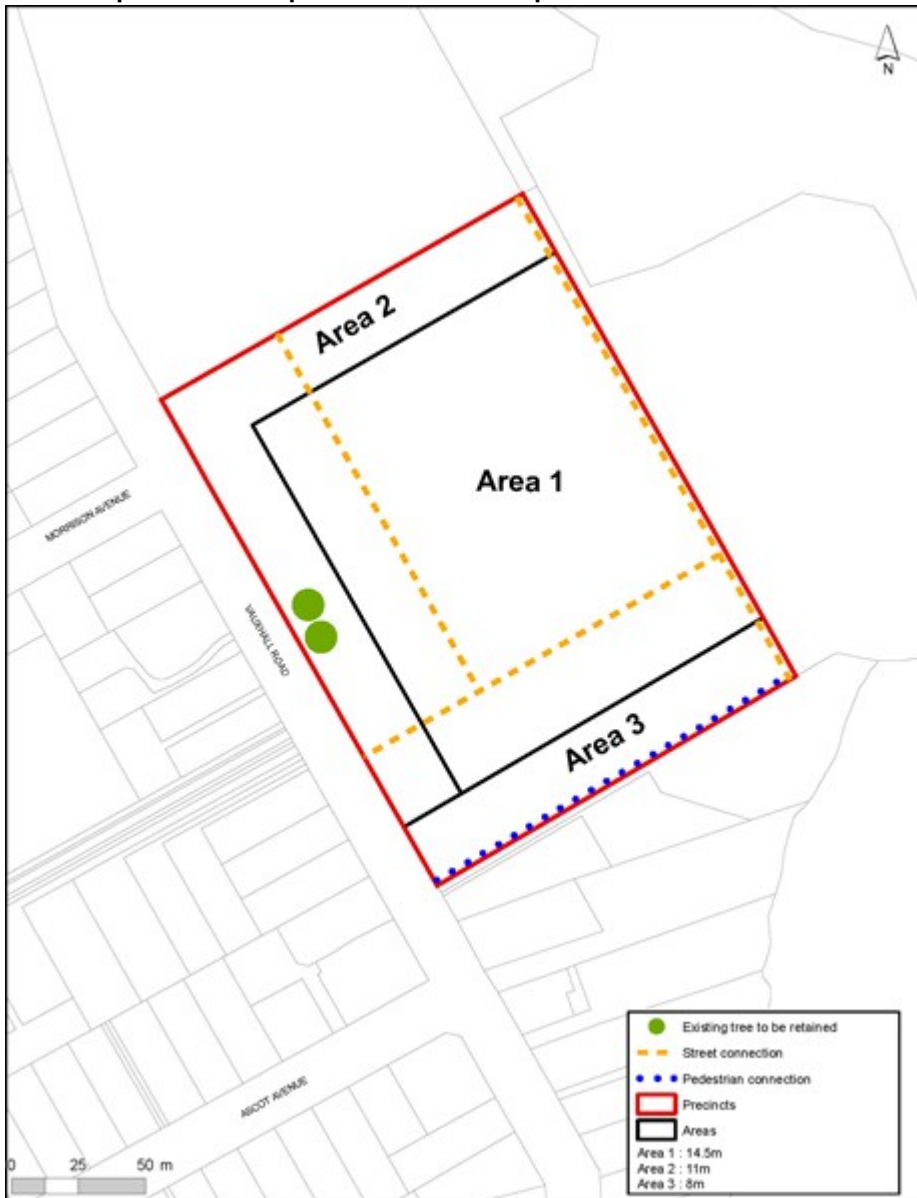 N
Area 2
Area 1
MORRISON AVENUE
VAUXHALL ROAD
Area 3
ASCOT AVENUE
0 25 50 m
Existing tree to be retained
Street connection
Pedestrian connection
Precincts
Areas
Area 1 : 14.5m
Area 2 : 11m
Area 3 : 8m